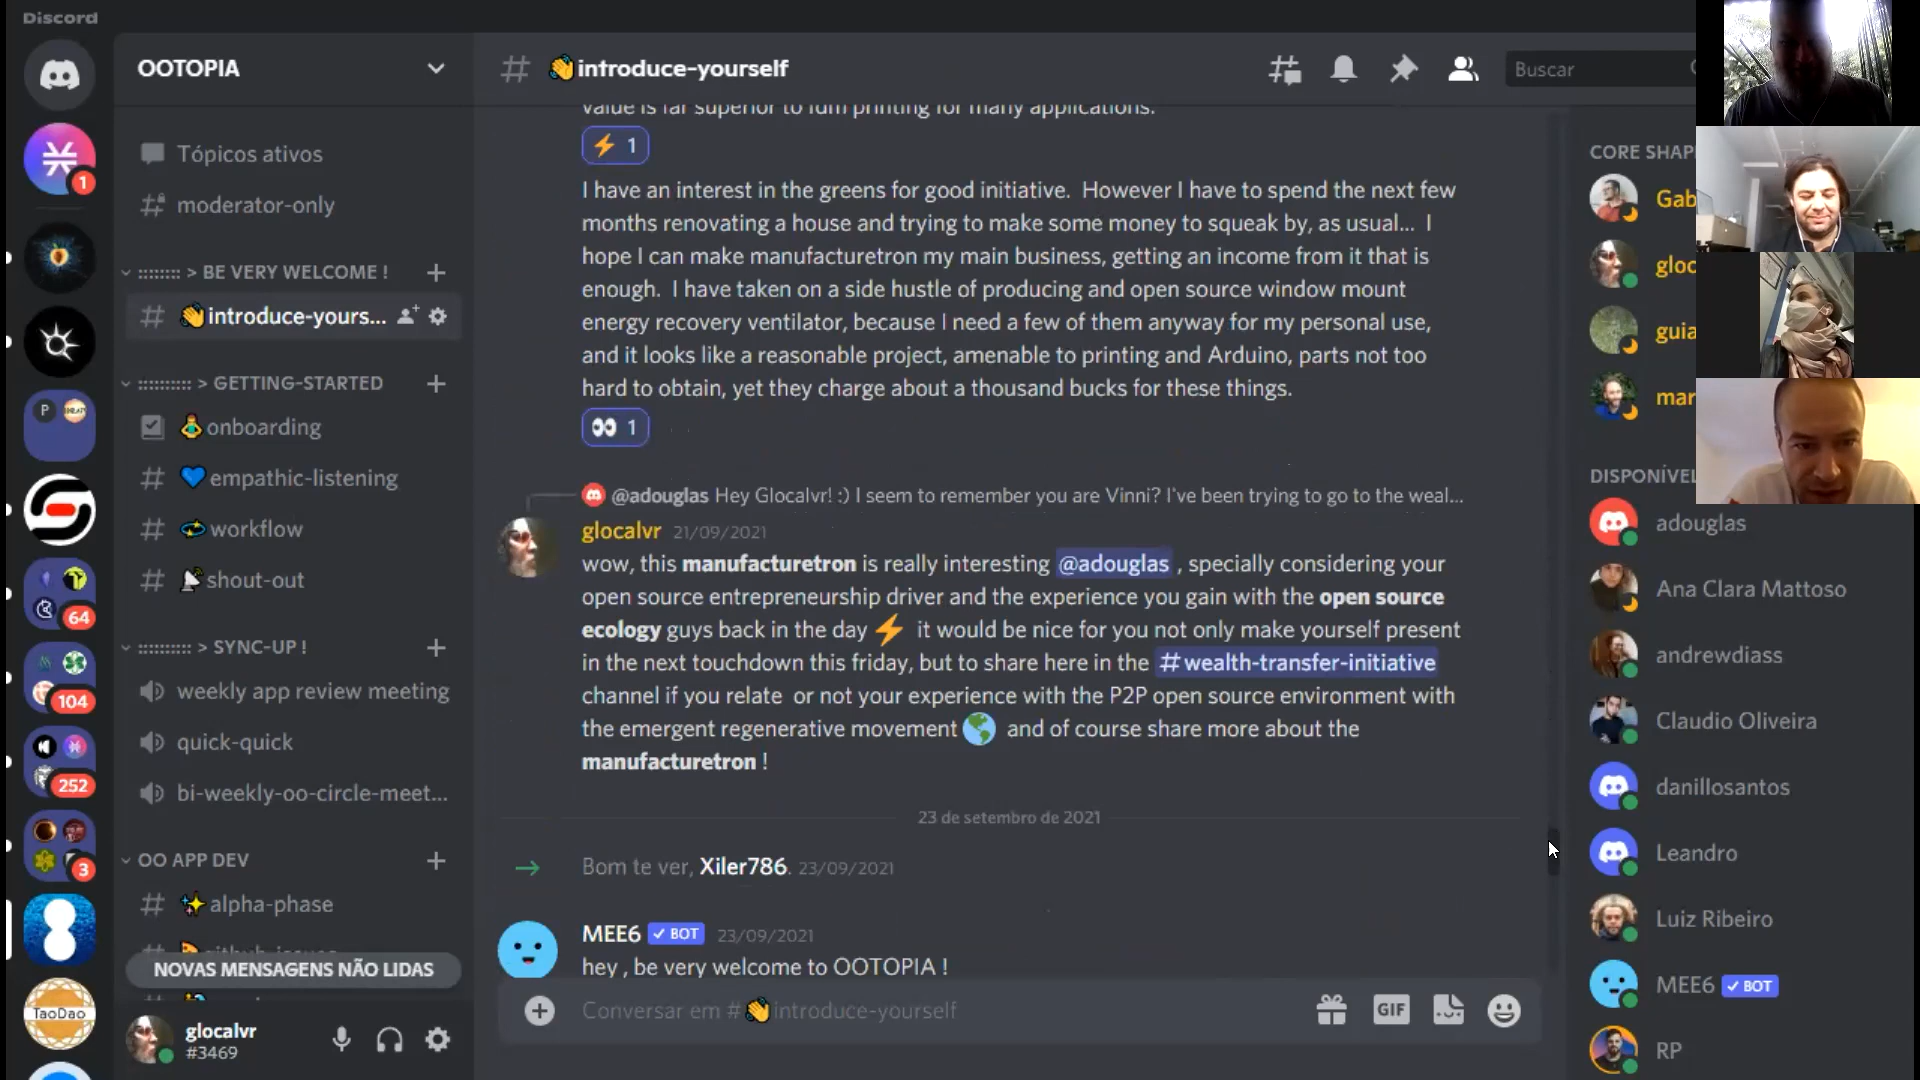 Discord
OOTOPIA
Tópicos ativos
moderator-only
:::::::: > BE VERY WELCOME !
introduce-yours...
:::::::::: > GETTING-STARTED
onboarding
empathic-listening
workflow
shout-out
:::::::::: > SYNC-UP !
weekly app review meeting
quick-quick
bi-weekly-oo-circle-meet...
OO APP DEV
alpha-phase
NOVAS MENSAGENS NÃO LIDAS
glocalvr
#3469
1
P
64
104
252
3
TaoDao
# 👋introduce-yourself
Buscar
value is far superior to fdm printing for many applications.
⚡ 1
I have an interest in the greens for good initiative. However I have to spend the next few
months renovating a house and trying to make some money to squeak by, as usual... I
hope I can make manufacturetron my main business, getting an income from it that is
enough. I have taken on a side hustle of producing and open source window mount
energy recovery ventilator, because I need a few of them anyway for my personal use,
and it looks like a reasonable project, amenable to printing and Arduino, parts not too
hard to obtain, yet they charge about a thousand bucks for these things.
👀 1
@adouglas Hey Glocalvr! :) I seem to remember you are Vinni? I've been trying to go to the weal...
glocalvr 21/09/2021
wow, this manufacturetron is really interesting @adouglas , specially considering your
open source entrepreneurship driver and the experience you gain with the open source
ecology guys back in the day ⚡ it would be nice for you not only make yourself present
in the next touchdown this friday, but to share here in the #wealth-transfer-initiative
channel if you relate or not your experience with the P2P open source environment with
the emergent regenerative movement 🌎 and of course share more about the
manufacturetron !
23 de setembro de 2021
Bom te ver, Xiler786. 23/09/2021
MEE6 ✓ BOT 23/09/2021
hey , be very welcome to OOTOPIA !
Conversar em #👋introduce-yourself
GIF
CORE SHAP
Gab
gloc
guia
mar
DISPONÍVEL
adouglas
Ana Clara Mattoso
andrewdiass
Claudio Oliveira
danillosantos
Leandro
Luiz Ribeiro
MEE6 ✓ BOT
RP